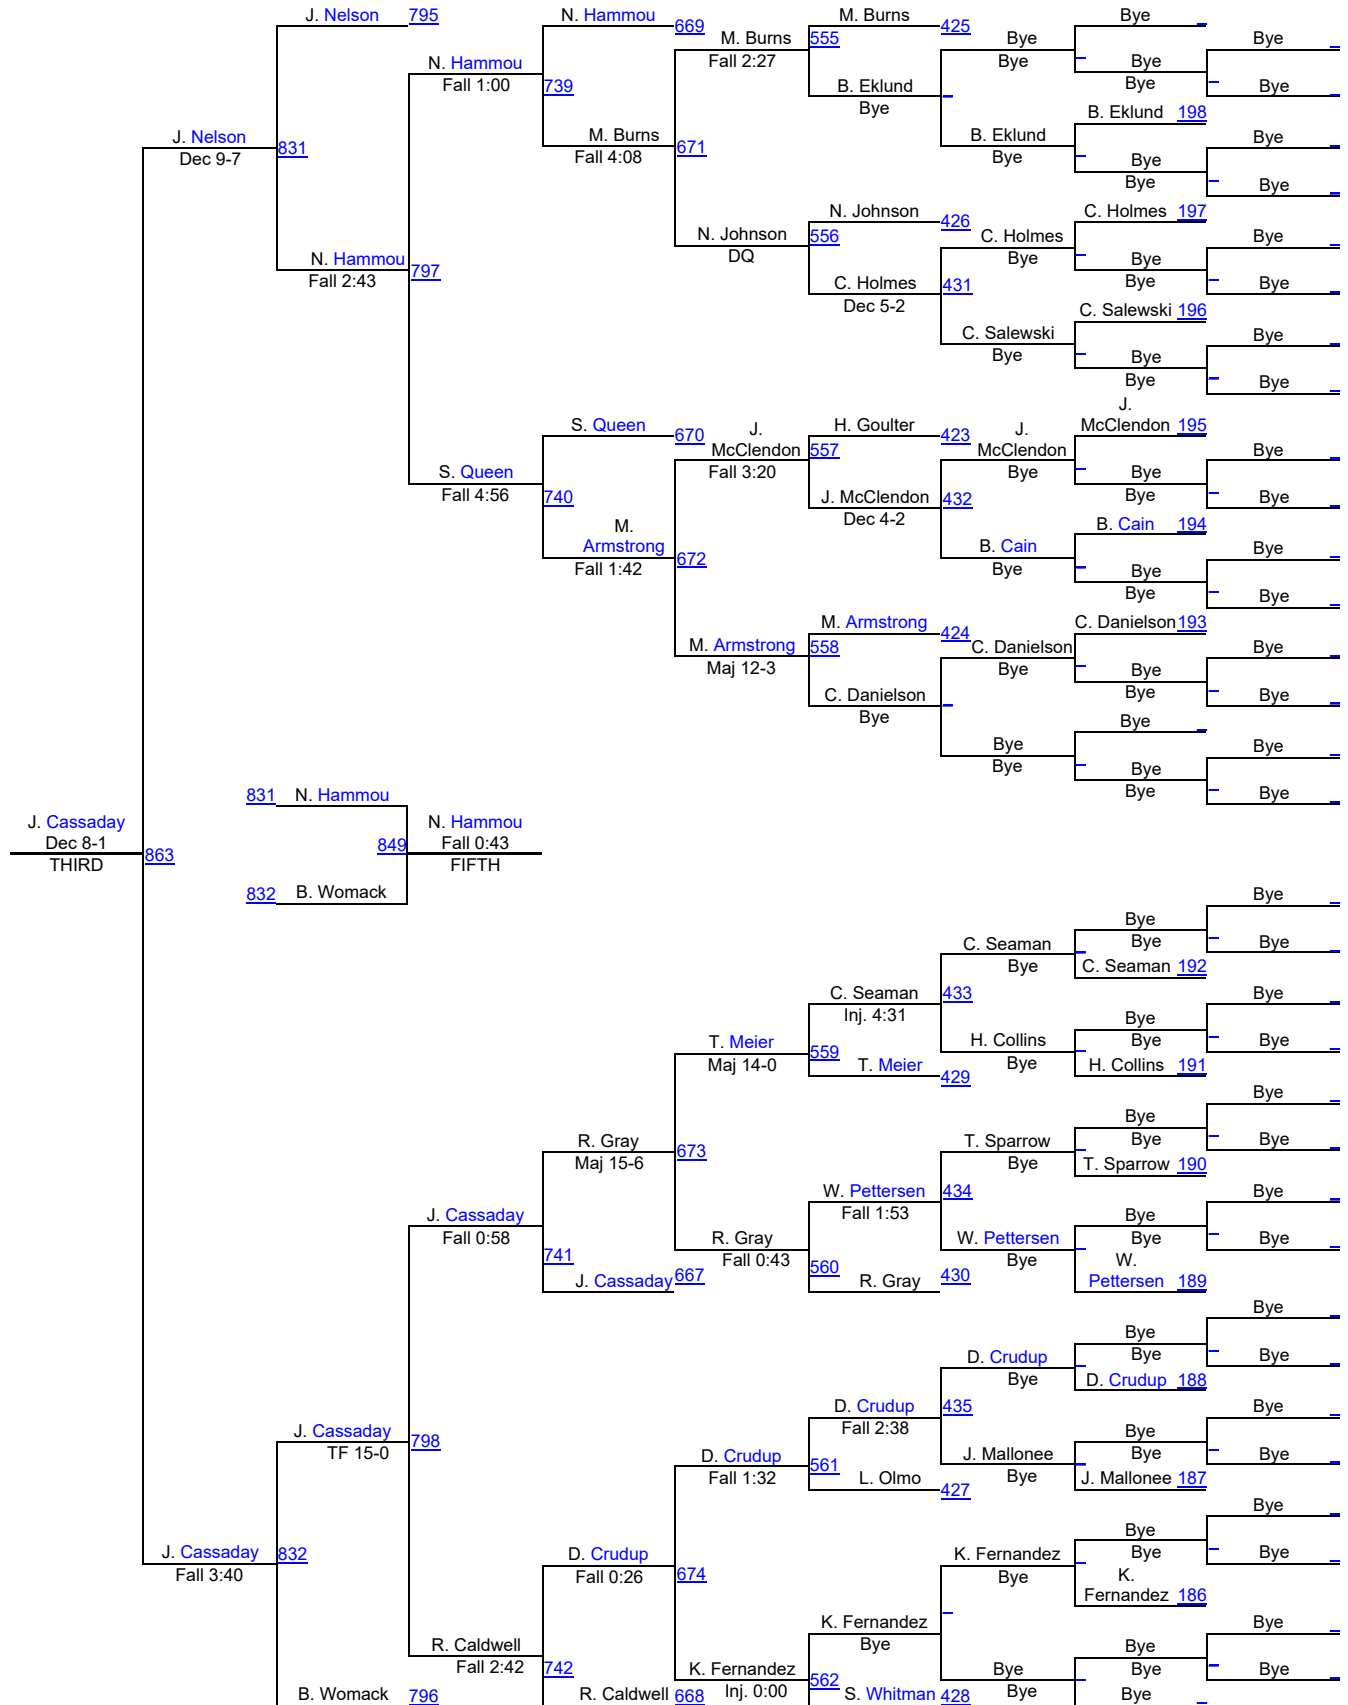 J. Nelson 795 N. Hammou M. Burns Bye
669 425
M. Burns 555 Bye Bye
Fall 2:27 Bye
N. Hammou Bye
Fall 1:00 Bye
739 B. Eklund Bye
Bye
B. Eklund 198
J. Nelson M. Burns B. Eklund Bye
Dec 9-7 831 Fall 4:08 671 Bye
Bye
Bye Bye
N. Johnson C. Holmes 197
426
N. Johnson 556 C. Holmes Bye
DQ Bye
N. Hammou Bye
Fall 2:43 797 C. Holmes 431 Bye Bye
Dec 5-2
C. Salewski 196
C. Salewski Bye
Bye Bye
Bye Bye
J.
S. Queen 670 J. H. Goulter 423 J. McClendon 195
McClendon 557 McClendon Bye
Fall 3:20 Bye
S. Queen Bye
Fall 4:56 740 J. McClendon 432 Bye Bye
Dec 4-2
M. B. Cain 194
Armstrong 672 B. Cain Bye
Fall 1:42 Bye Bye
Bye Bye
M. Armstrong 424 C. Danielson 193
M. Armstrong 558 C. Danielson Bye
Maj 12-3 Bye
Bye
C. Danielson Bye Bye
Bye
Bye
Bye Bye
Bye Bye
Bye Bye
831 N. Hammou
J. Cassaday N. Hammou
Dec 8-1 849 Fall 0:43
THIRD 863 FIFTH
832 B. Womack Bye
Bye
C. Seaman Bye Bye
Bye C. Seaman 192
C. Seaman 433 Bye
Inj. 4:31 Bye
T. Meier H. Collins Bye Bye
Maj 14-0 559 T. Meier Bye H. Collins 191
429
Bye
Bye
R. Gray T. Sparrow Bye Bye
Maj 15-6 673 Bye T. Sparrow 190
W. Pettersen 434 Bye
J. Cassaday Fall 1:53 Bye
Fall 0:58 R. Gray W. Pettersen Bye Bye
741 Fall 0:43 560 Bye W.
J. Cassaday 667 R. Gray 430 Pettersen 189
Bye
Bye
D. Crudup Bye Bye
Bye D. Crudup 188
D. Crudup 435 Bye
J. Cassaday 798 Fall 2:38 Bye
TF 15-0 D. Crudup 561 J. Mallonee Bye Bye
Fall 1:32 L. Olmo 427 Bye J. Mallonee 187
Bye
Bye
J. Cassaday 832 D. Crudup K. Fernandez Bye Bye
Fall 3:40 Fall 0:26 674 Bye K.
Fernandez 186
K. Fernandez Bye
R. Caldwell Bye Bye
Fall 2:42 742 K. Fernandez 562 Bye Bye Bye
B. Womack 796 R. Caldwell 668 Inj. 0:00 S. Whitman 428 Bye Bye